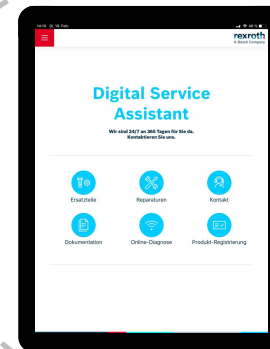 rexroth
A Bosch Company
Digital Service
Assistant
Wir sind 24/7 an 365 Tagen für Sie da.
Kontaktieren Sie uns.
Ersatzteile
Reparaturen
Kontakt
Dokumentation
Online-Diagnose
Produkt-Registrierung